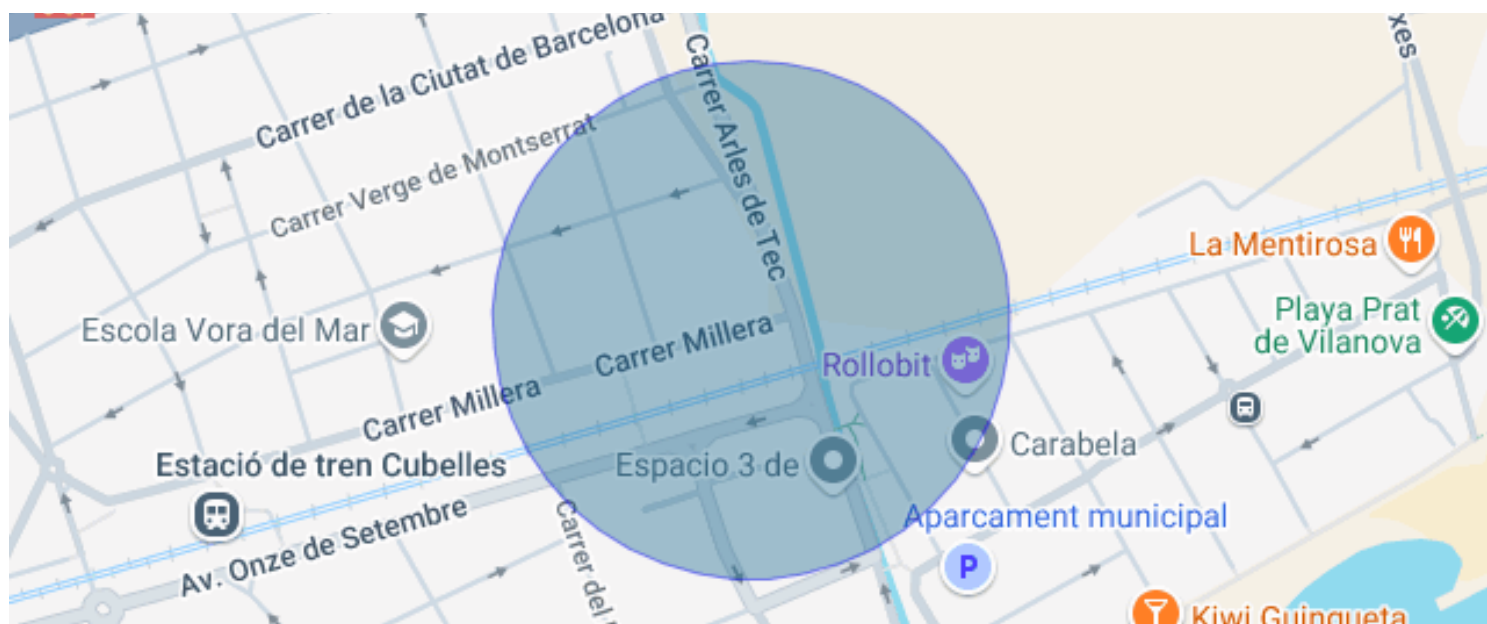 xes
Carrer de la Ciutat de Barcelona
Carrer Arles de Tec
Carrer Verge de Montserrat
La Mentirosa
Playa Prat
de Vilanova
Escola Vora del Mar
Carrer Millera
Rollobit
Carrer Millera
Carabela
Estació de tren Cubelles
Espacio 3 de
Aparcament municipal
Av. Onze de Setembre
Carrer del
P
Kiwi Guingueta